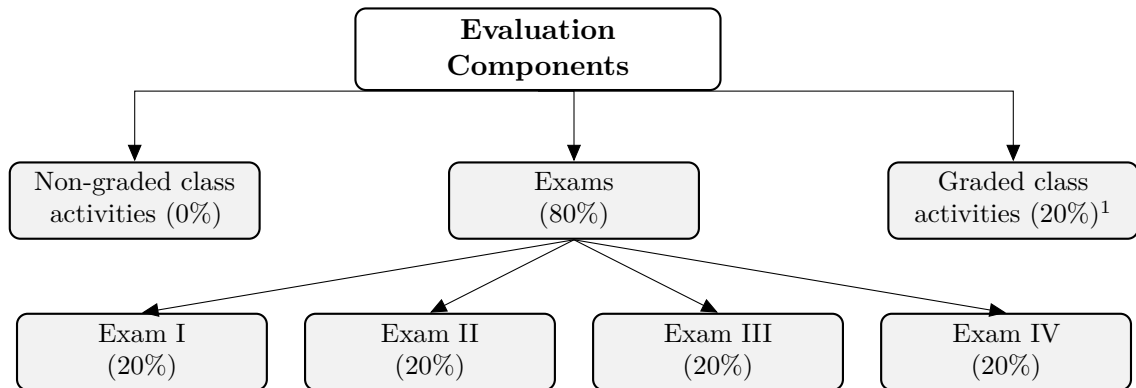 Evaluation
Components
Non-graded class
activities (0%)
Exams
(80%)
Graded class
activities (20%)¹
Exam I
(20%)
Exam II
(20%)
Exam III
(20%)
Exam IV
(20%)